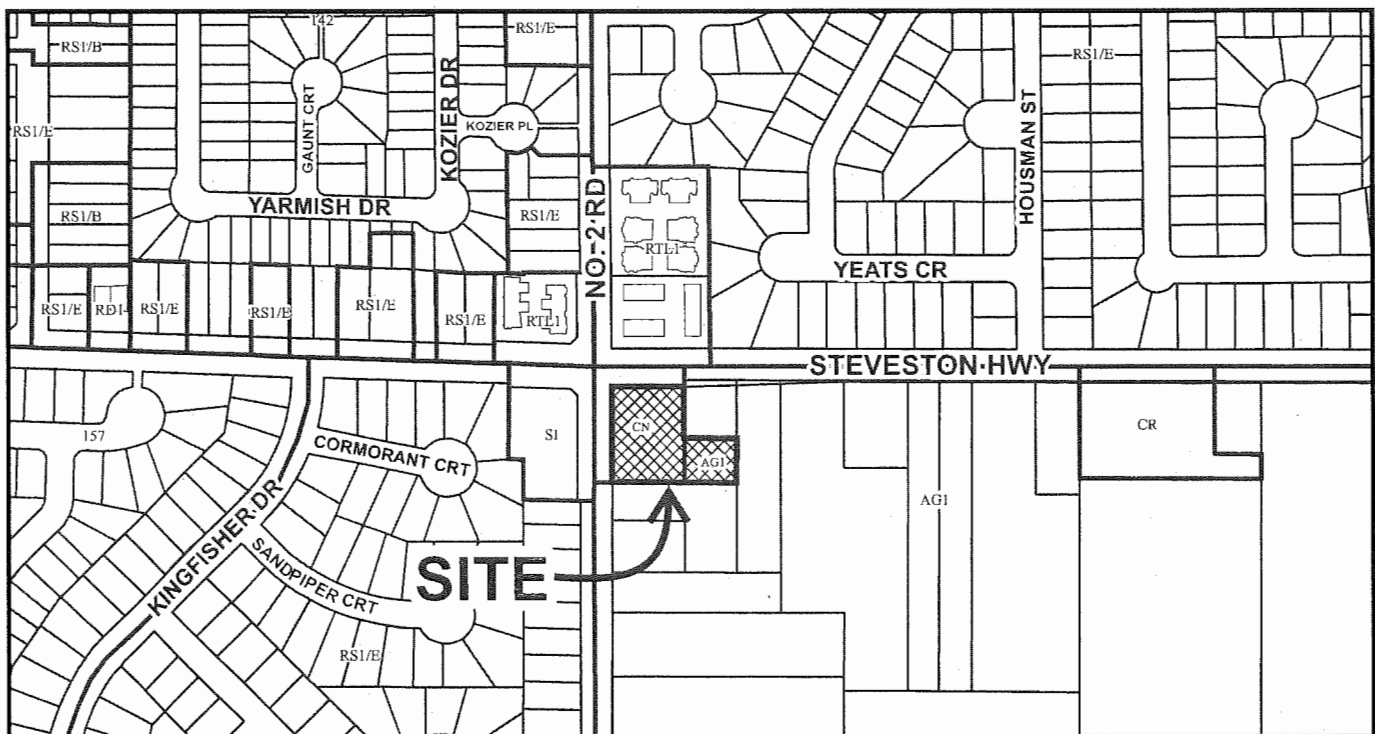 142
RS1/B
RS1/E
RS1/E
RS1/E
GAUNT CRT
KOZIER DR
KOZIER PL
HOUSMAN ST
RS1/B
YARMISH DR
RS1/E
NO. 2 RD
RTL1
YEATS CR
RS1/E
RD1
RS1/E
RS1/E
RS1/E
RS1/E
RTL1
STEVESTON HWY
157
CORMORANT CRT
S1
CN
AG1
CR
AG1
KINGFISHER DR
SANDPIPER CRT
SITE
RS1/E